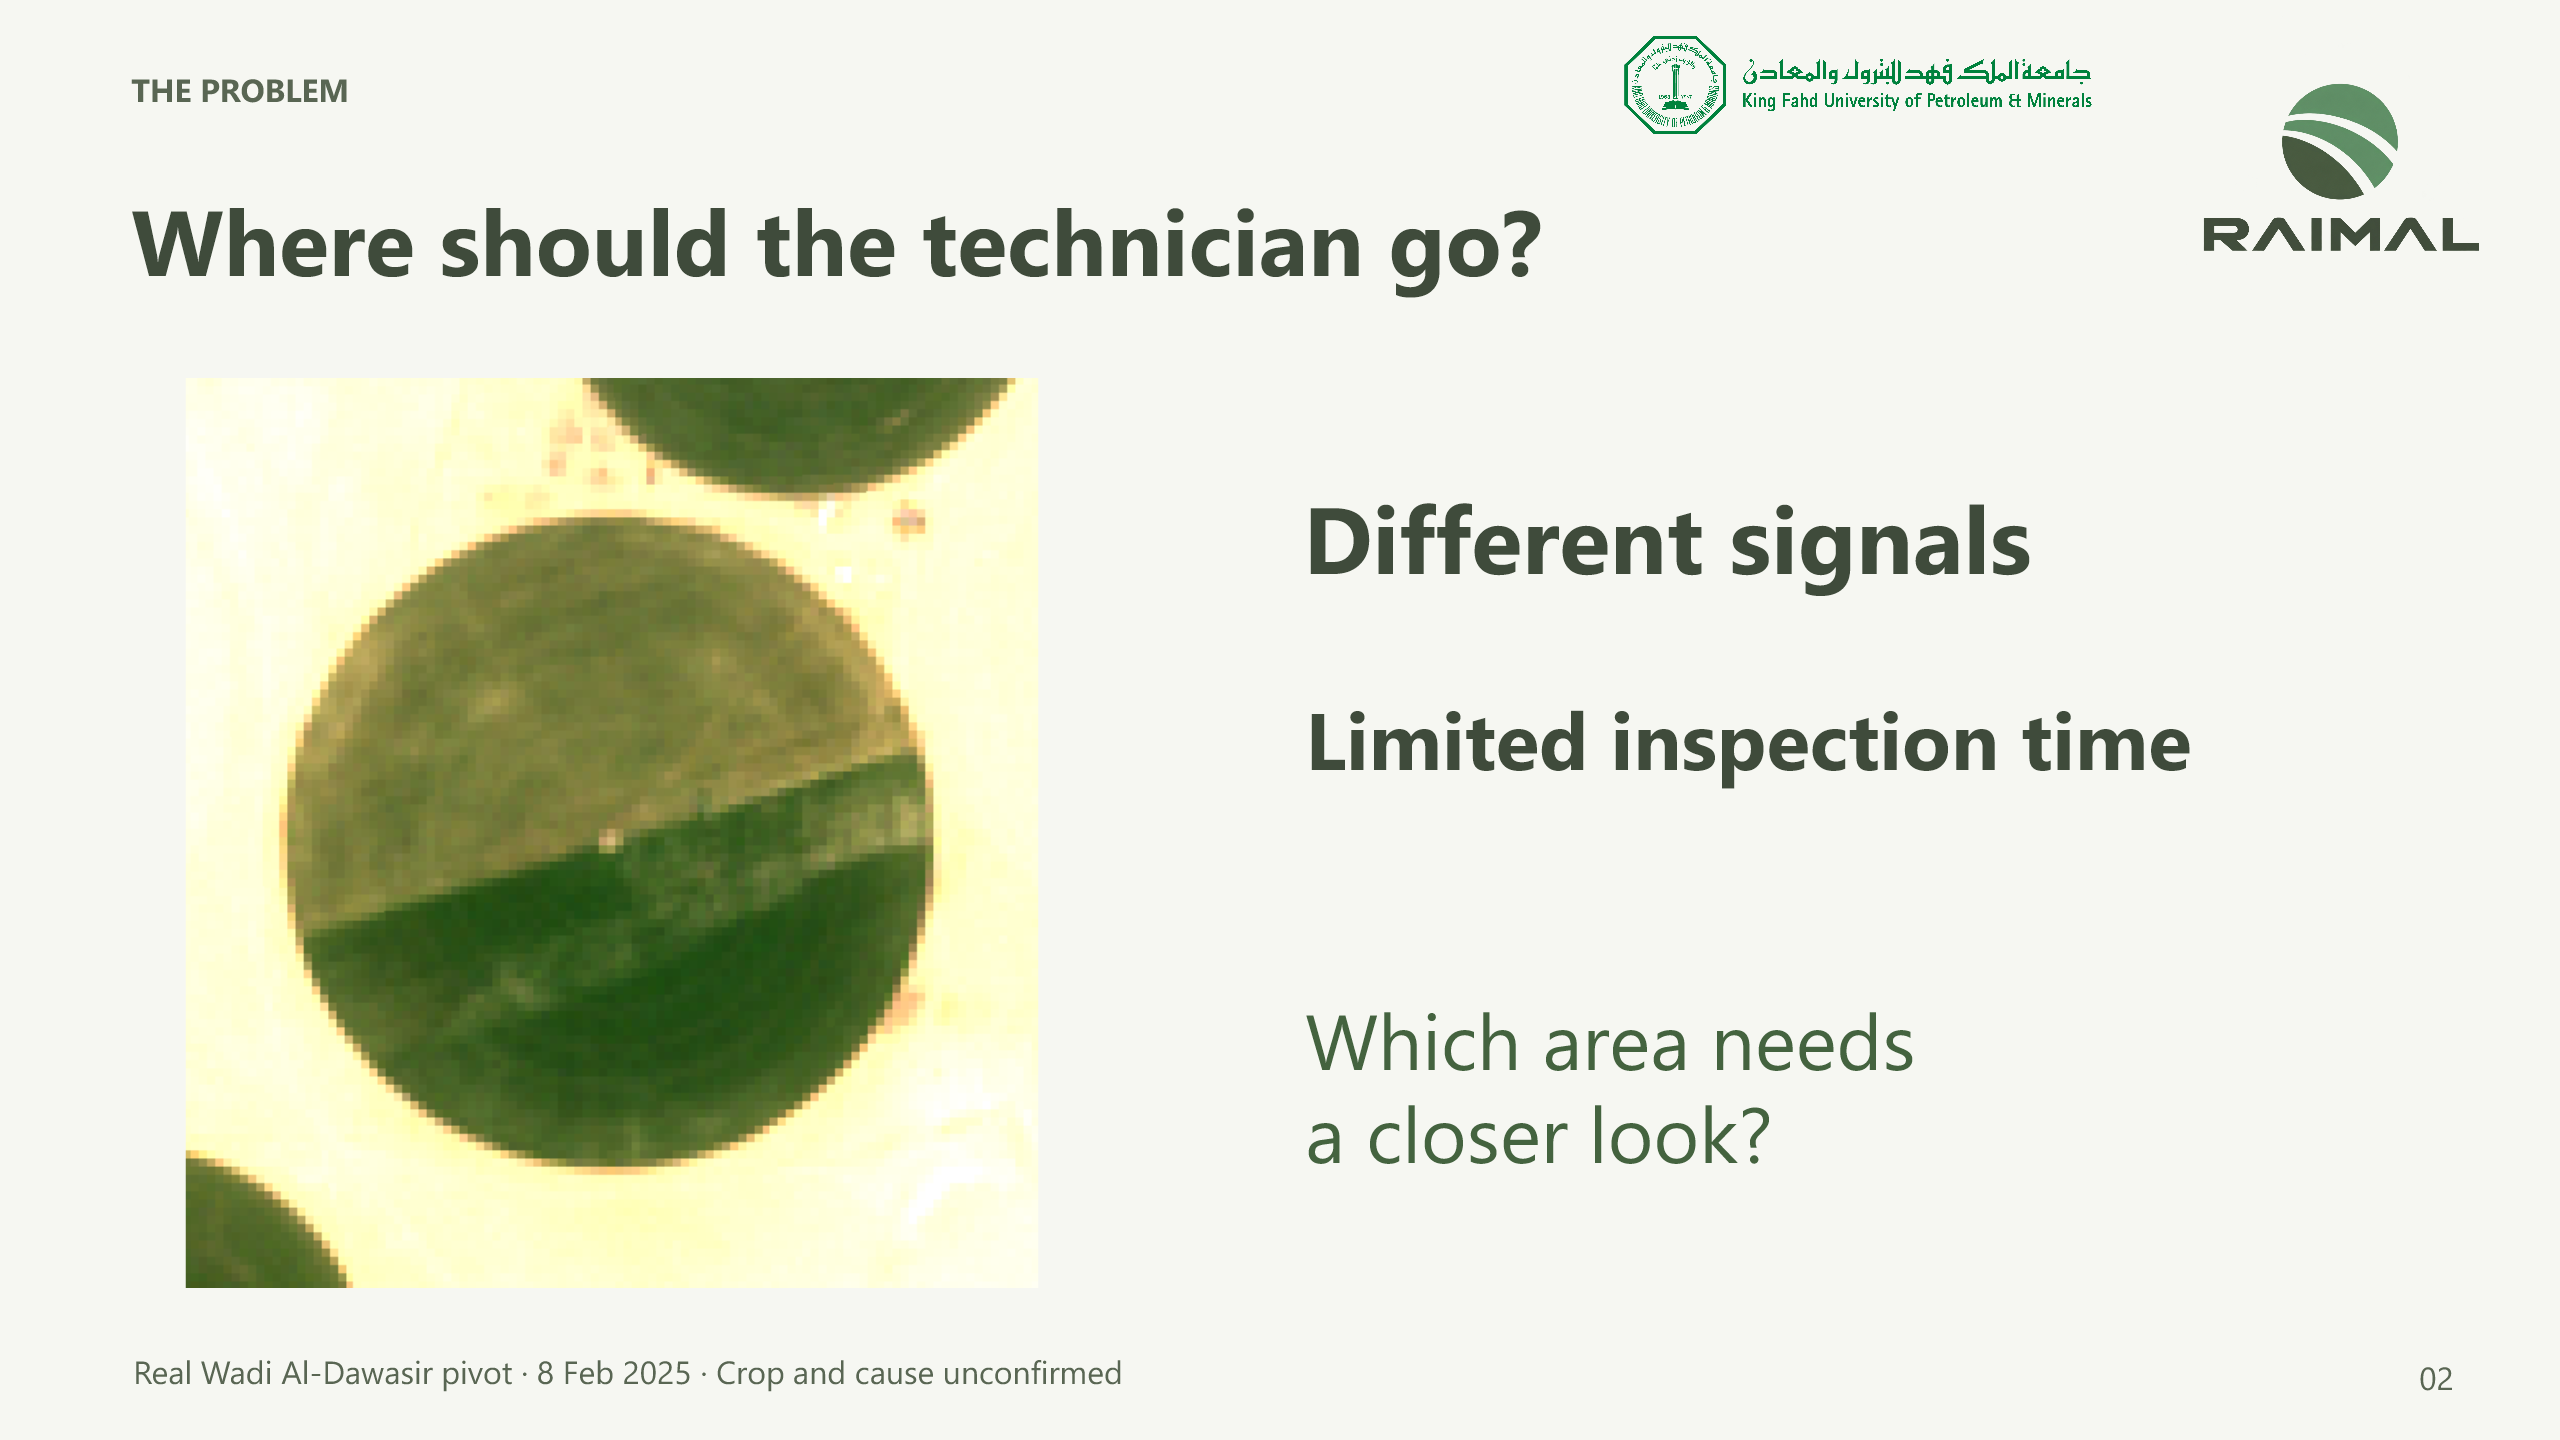 THE PROBLEM
جامعة الملك فهد للبترول والمعادن
King Fahd University of Petroleum & Minerals
RAIMAL
Where should the technician go?
Different signals
Limited inspection time
Which area needs
a closer look?
Real Wadi Al-Dawasir pivot · 8 Feb 2025 · Crop and cause unconfirmed
02